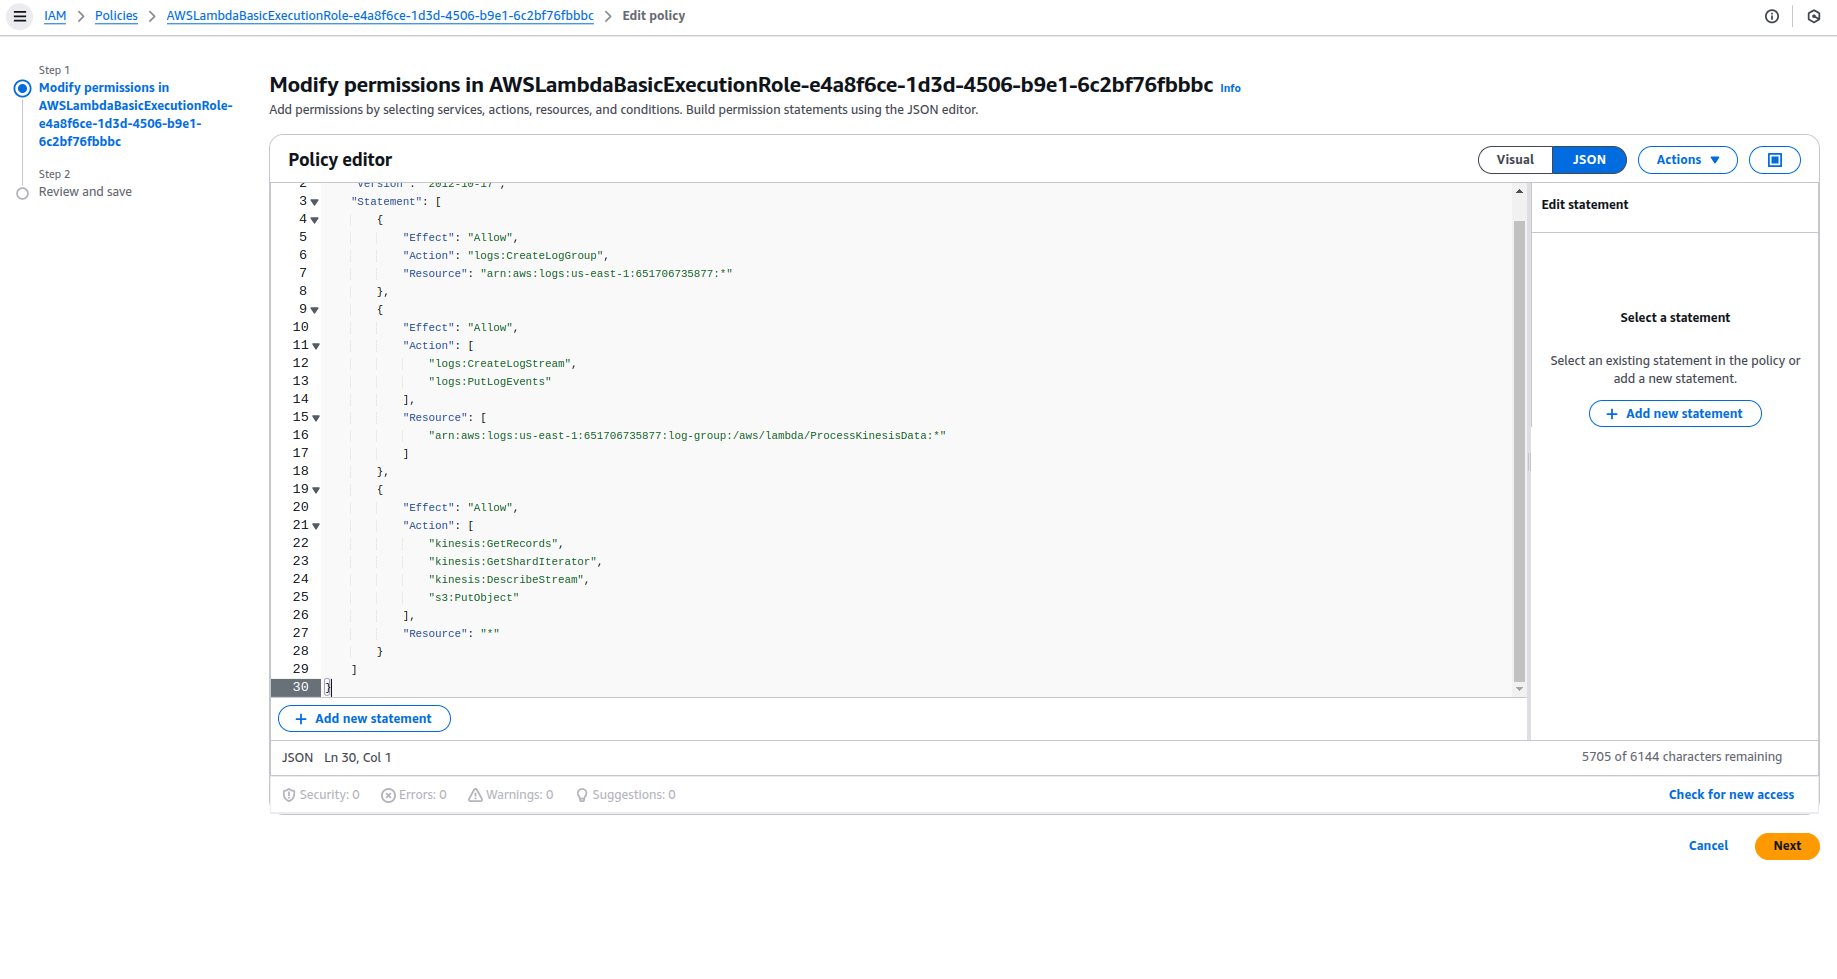 IAM > Policies > AWSLambdaBasicExecutionRole-e4a8f6ce-1d3d-4506-b9e1-6c2bf76fbbbc > Edit policy
Step 1
Modify permissions in
AWSLambdaBasicExecutionRole-
e4a8f6ce-1d3d-4506-b9e1-
6c2bf76fbbbc
Step 2
Review and save
Modify permissions in AWSLambdaBasicExecutionRole-e4a8f6ce-1d3d-4506-b9e1-6c2bf76fbbbc Info
Add permissions by selecting services, actions, resources, and conditions. Build permission statements using the JSON editor.
Policy editor
Visual JSON Actions
2 "Version": "2012-10-17",
3 "Statement": [
4 {
5 "Effect": "Allow",
6 "Action": "logs:CreateLogGroup",
7 "Resource": "arn:aws:logs:us-east-1:651706735877:*"
8 },
9 {
10 "Effect": "Allow",
11 "Action": [
12 "logs:CreateLogStream",
13 "logs:PutLogEvents"
14 ],
15 "Resource": [
16 "arn:aws:logs:us-east-1:651706735877:log-group:/aws/lambda/ProcessKinesisData:*"
17 ]
18 },
19 {
20 "Effect": "Allow",
21 "Action": [
22 "kinesis:GetRecords",
23 "kinesis:GetShardIterator",
24 "kinesis:DescribeStream",
25 "s3:PutObject"
26 ],
27 "Resource": "*"
28 }
29 ]
30 }
+ Add new statement
Edit statement
Select a statement
Select an existing statement in the policy or
add a new statement.
+ Add new statement
JSON Ln 30, Col 1
5705 of 6144 characters remaining
Security: 0 Errors: 0 Warnings: 0 Suggestions: 0
Check for new access
Cancel Next